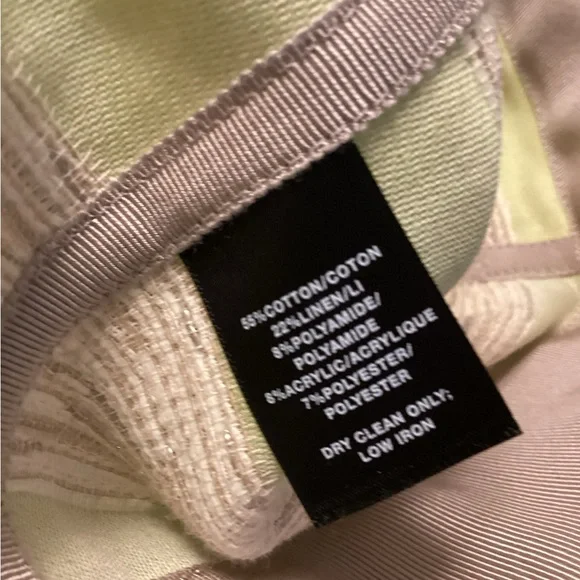 55%COTTON/COTON
22%LINEN/LI
8%POLYAMIDE/
POLYAMIDE
8%ACRYLIC/ACRYLIQUE
7%POLYESTER/
POLYESTER
DRY CLEAN ONLY;
LOW IRON